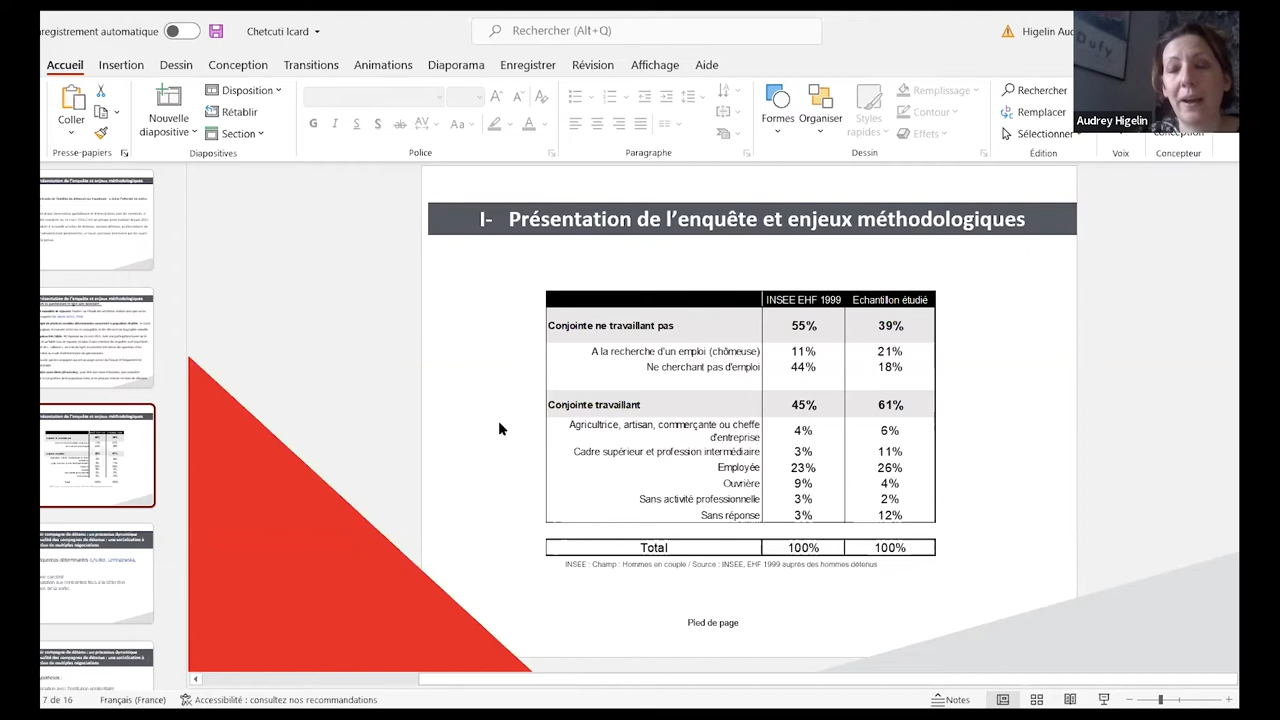 nregistrement automatique
Chetcuti Icard
Rechercher (Alt+Q)
Higelin Aud
Accueil
Insertion
Dessin
Conception
Transitions
Animations
Diaporama
Enregistrer
Révision
Affichage
Aide
Coller
Presse-papiers
Nouvelle
diapositive
Disposition
Rétablir
Section
Diapositives
G I S S ab AV Aa A
Police
Paragraphe
Formes
Organiser
Styles
rapides
Remplissage
Contour
Effets
Dessin
Rechercher
Remplacer
Sélectionner
Édition
Voix
conception
Concepteur
Dufy
Audrey Higelin
I- Présentation de l'enquête et enjeux méthodologiques
INSEE EHF 1999 Echantillon étudié
Conjointe ne travaillant pas 55% 39%
A la recherche d'un emploi (chômeuse) 11% 21%
Ne cherchant pas d'emploi 44% 18%
Conjointe travaillant 45% 61%
Agricultrice, artisan, commerçante ou cheffe
d'entreprise 4% 6%
Cadre supérieur et profession intermédiaire 3% 11%
Employée 23% 26%
Ouvrière 9% 4%
Sans activité professionnelle 3% 2%
Sans réponse 3% 12%
Total 100% 100%
INSEE : Champ : Hommes en couple / Source : INSEE, EHF 1999 auprès des hommes détenus
Pied de page
7 de 16
Français (France)
Accessibilité : consultez nos recommandations
Notes